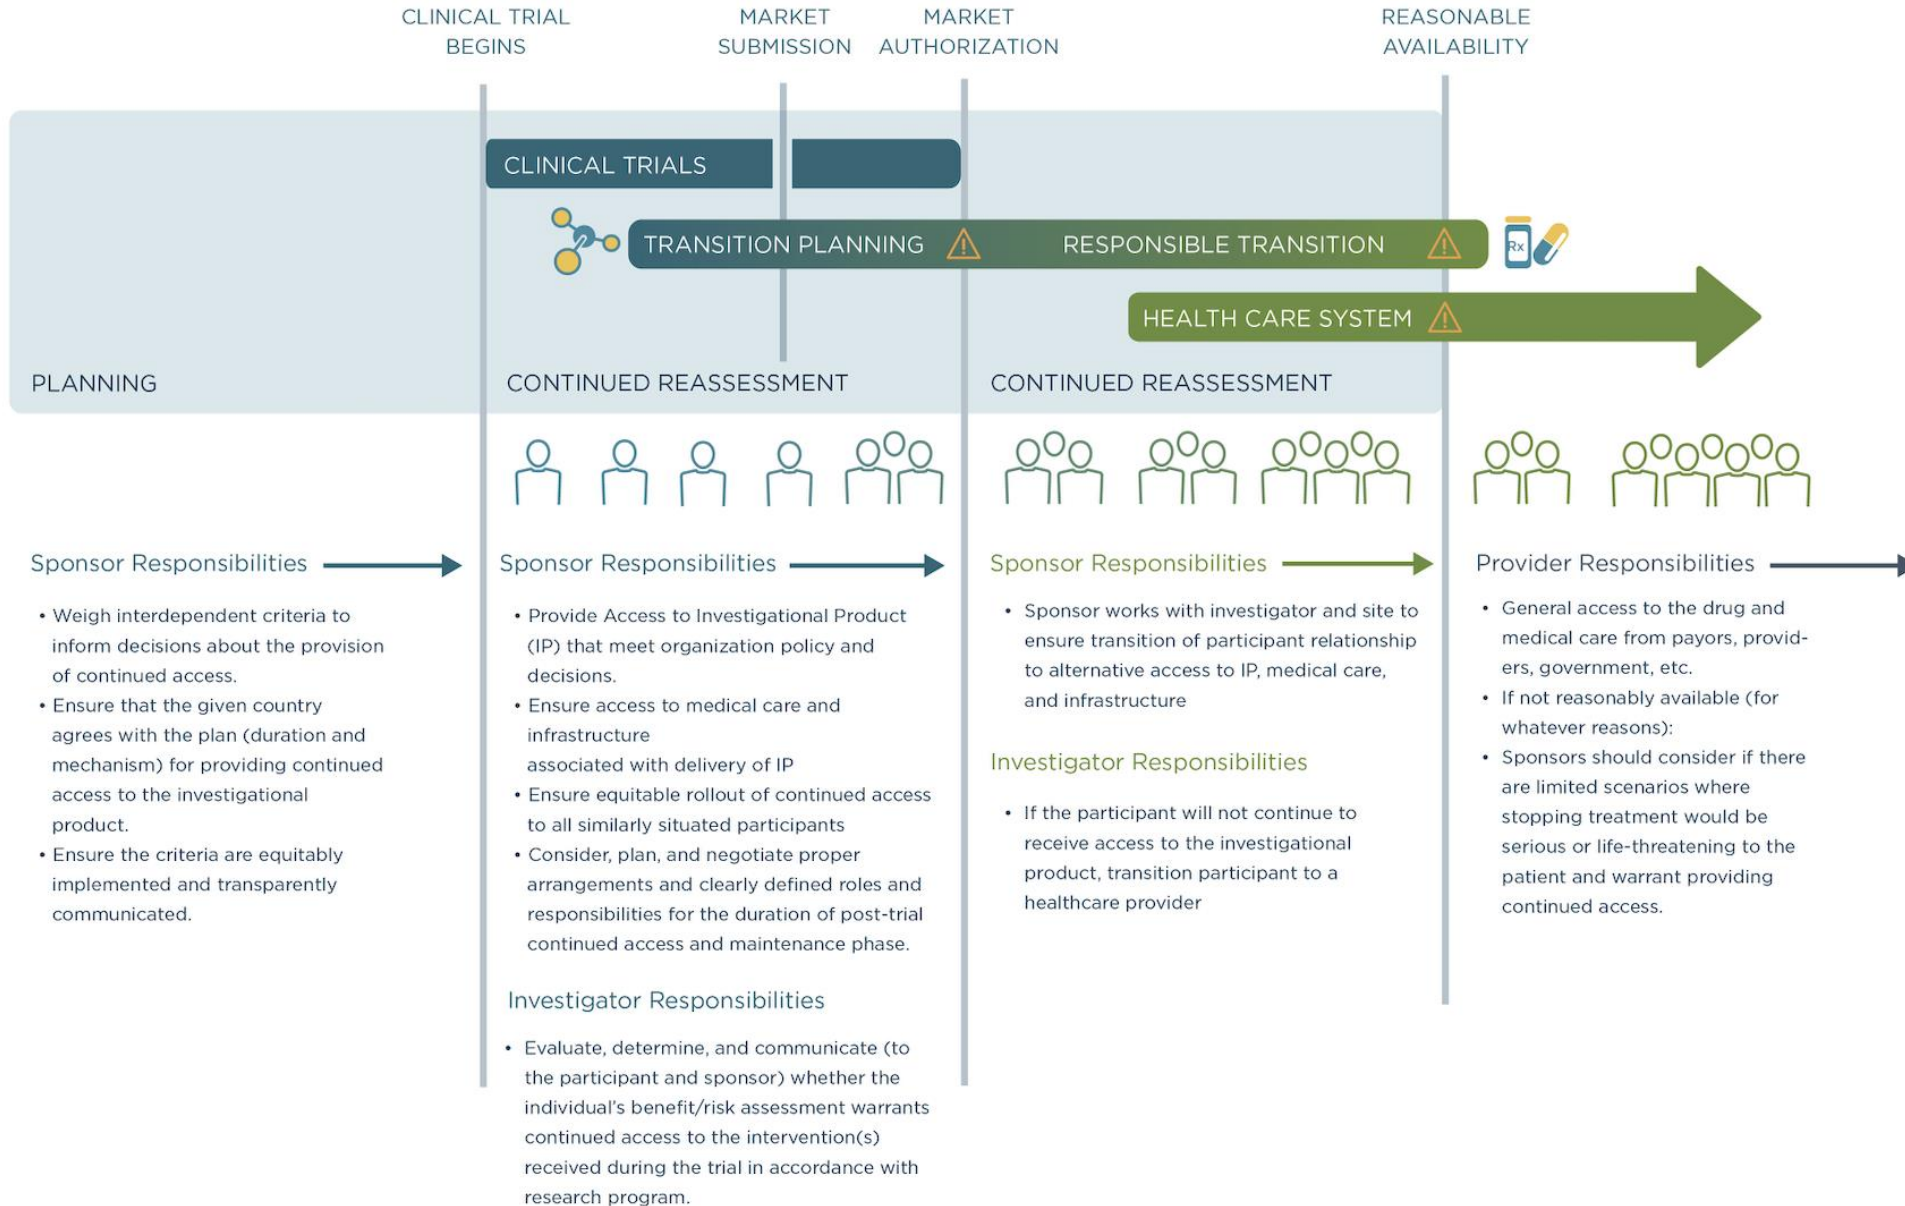 CLINICAL TRIAL
BEGINS
MARKET
SUBMISSION
MARKET
AUTHORIZATION
REASONABLE
AVAILABILITY
CLINICAL TRIALS
TRANSITION PLANNING
RESPONSIBLE TRANSITION
Rx
HEALTH CARE SYSTEM
PLANNING
CONTINUED REASSESSMENT
CONTINUED REASSESSMENT
Sponsor Responsibilities
• Weigh interdependent criteria to
inform decisions about the provision
of continued access.
• Ensure that the given country
agrees with the plan (duration and
mechanism) for providing continued
access to the investigational
product.
• Ensure the criteria are equitably
implemented and transparently
communicated.
Sponsor Responsibilities
• Provide Access to Investigational Product
(IP) that meet organization policy and
decisions.
• Ensure access to medical care and
infrastructure
associated with delivery of IP
• Ensure equitable rollout of continued access
to all similarly situated participants
• Consider, plan, and negotiate proper
arrangements and clearly defined roles and
responsibilities for the duration of post-trial
continued access and maintenance phase.
Investigator Responsibilities
• Evaluate, determine, and communicate (to
the participant and sponsor) whether the
individual's benefit/risk assessment warrants
continued access to the intervention(s)
received during the trial in accordance with
research program.
Sponsor Responsibilities
• Sponsor works with investigator and site to
ensure transition of participant relationship
to alternative access to IP, medical care,
and infrastructure
Investigator Responsibilities
• If the participant will not continue to
receive access to the investigational
product, transition participant to a
healthcare provider
Provider Responsibilities
• General access to the drug and
medical care from payors, provid-
ers, government, etc.
• If not reasonably available (for
whatever reasons):
• Sponsors should consider if there
are limited scenarios where
stopping treatment would be
serious or life-threatening to the
patient and warrant providing
continued access.